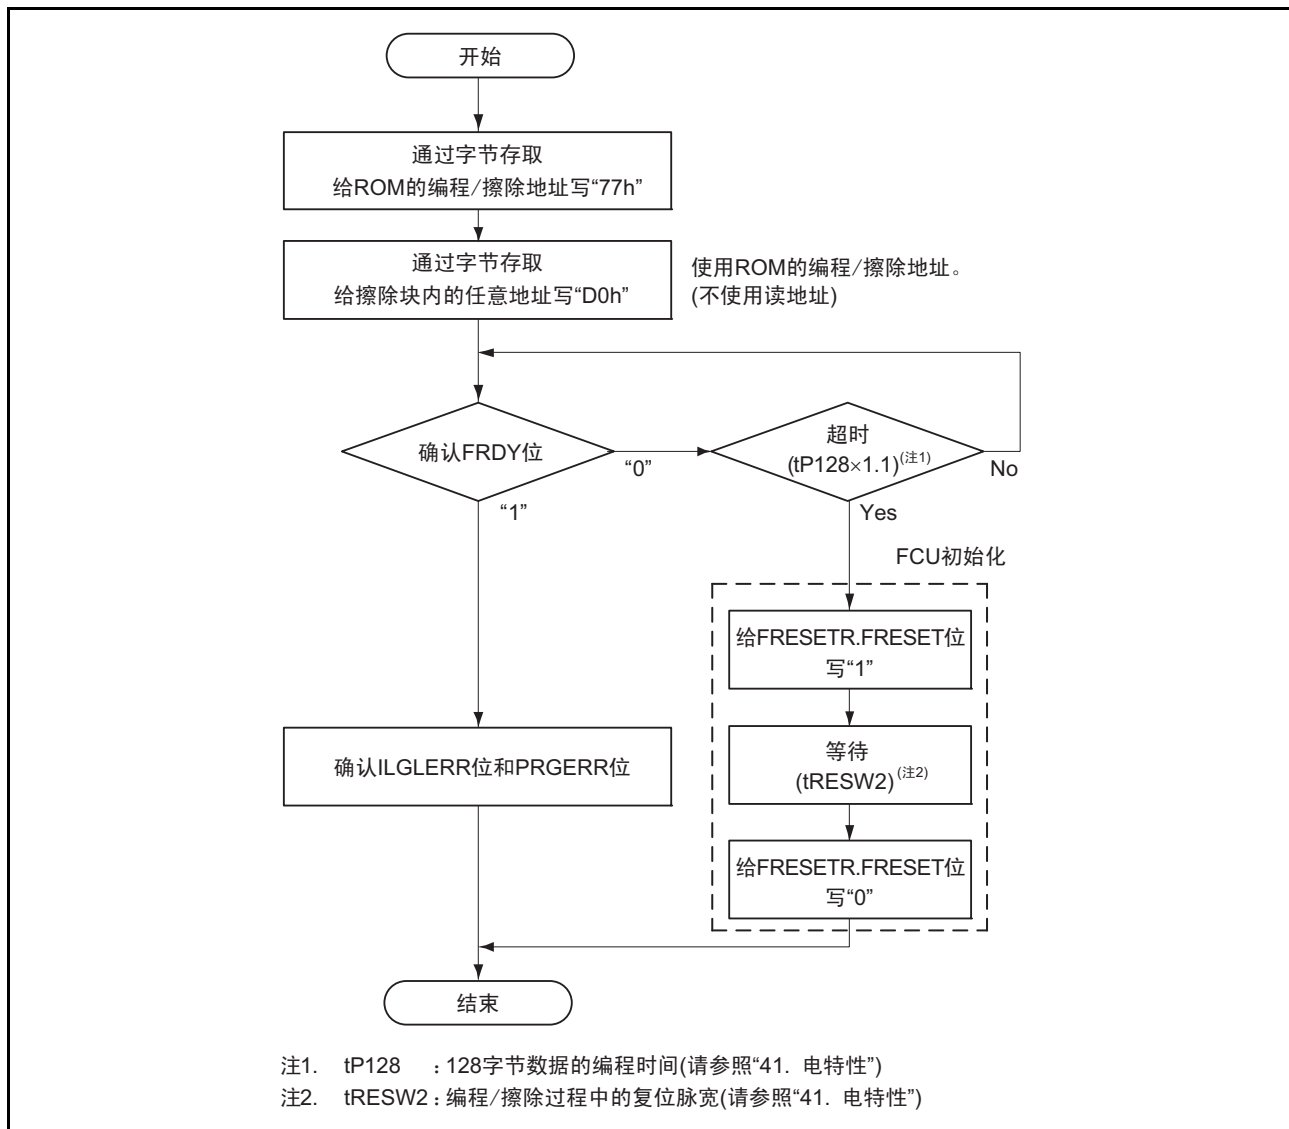 开始
通过字节存取
给ROM的编程/擦除地址写“77h”
通过字节存取
给擦除块内的任意地址写“D0h”
使用ROM的编程/擦除地址。
(不使用读地址)
确认FRDY位
“0”
超时
(tP128×1.1)(注1)
No
“1”
Yes
FCU初始化
给FRESETR.FRESET位
写“1”
确认ILGLERR位和PRGERR位
等待
(tRESW2)(注2)
给FRESETR.FRESET位
写“0”
结束
注1. tP128 : 128字节数据的编程时间(请参照“41. 电特性”)
注2. tRESW2 : 编程/擦除过程中的复位脉宽(请参照“41. 电特性”)